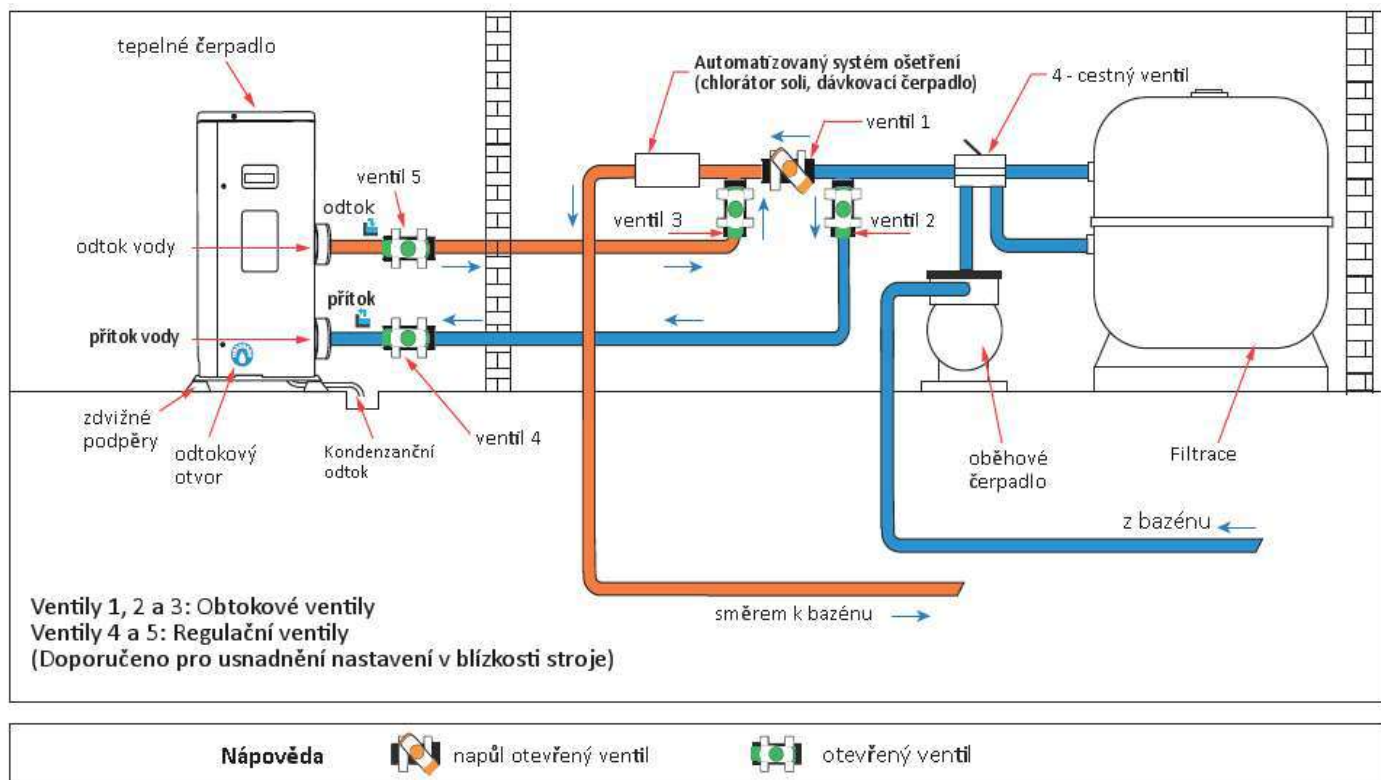 tepelné čerpadlo
Automatizovaný systém ošetření
(chlorátor soli, dávkovací čerpadlo)
4 - cestný ventil
ventil 1
ventil 5
odtok
ventil 3
ventil 2
odtok vody
přítok
přítok vody
zdvižné
podpěry
odtokový
otvor
Kondenzanční
odtok
ventil 4
oběhové
čerpadlo
Filtrace
z bazénu
směrem k bazénu
Ventily 1, 2 a 3: Obtokové ventily
Ventily 4 a 5: Regulační ventily
(Doporučeno pro usnadnění nastavení v blízkosti stroje)
Nápověda
napůl otevřený ventil
otevřený ventil